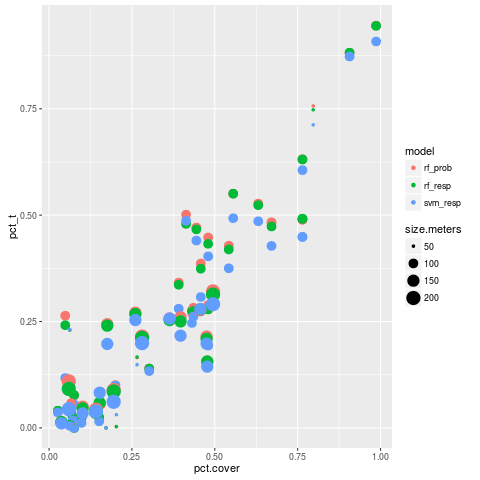 pct_t
0.75
0.50
0.25
0.00
0.00 0.25 0.50 0.75 1.00
pct.cover
model
rf_prob
rf_resp
svm_resp
size.meters
50
100
150
200